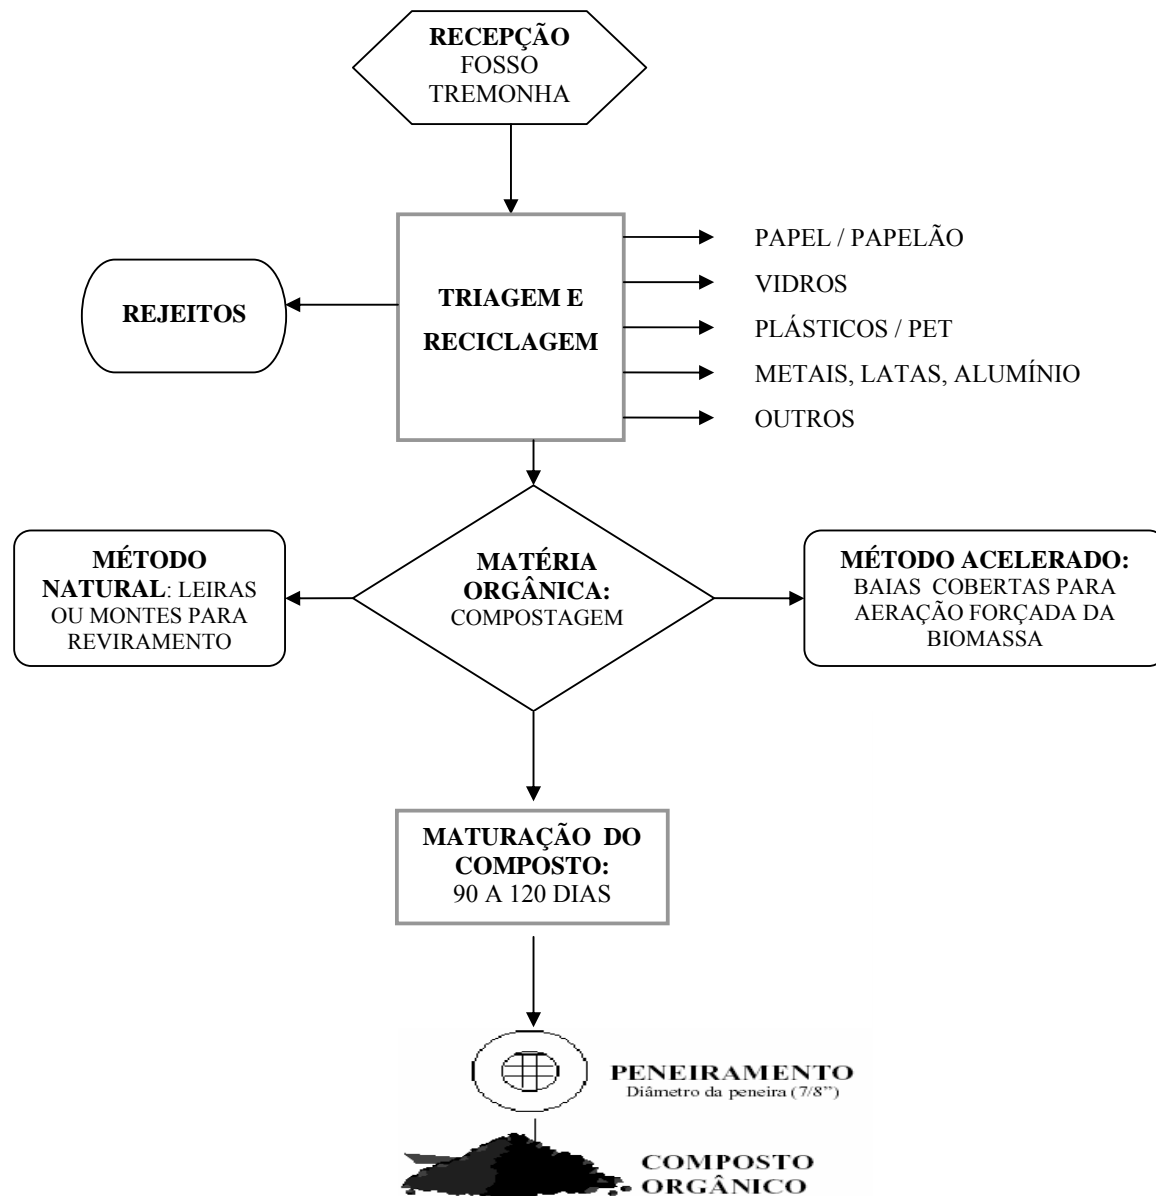 RECEPÇÃO
FOSSO
TREMONHA
PAPEL / PAPELÃO
VIDROS
PLÁSTICOS / PET
METAIS, LATAS, ALUMÍNIO
OUTROS
TRIAGEM E
RECICLAGEM
REJEITOS
MÉTODO
NATURAL: LEIRAS
OU MONTES PARA
REVIRAMENTO
MATÉRIA
ORGÂNICA:
COMPOSTAGEM
MÉTODO ACELERADO:
BAIAS COBERTAS PARA
AERAÇÃO FORÇADA DA
BIOMASSA
MATURAÇÃO DO
COMPOSTO:
90 A 120 DIAS
PENEIRAMENTO
Diâmetro da peneira (7/8”)
COMPOSTO
ORGÂNICO